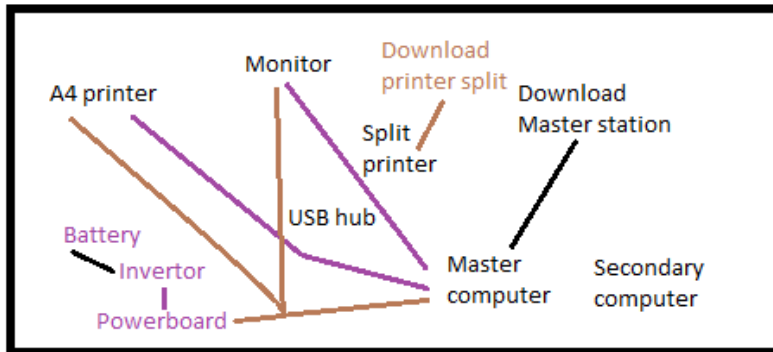 Monitor
Download
printer split
A4 printer
Download
Master station
Split
printer
USB hub
Battery
Invertor
Master
computer
Secondary
computer
Powerboard